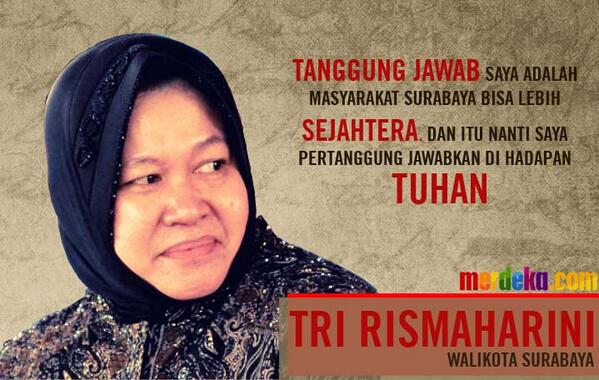 TANGGUNG JAWAB SAYA ADALAH
MASYARAKAT SURABAYA BISA LEBIH
SEJAHTERA. DAN ITU NANTI SAYA
PERTANGGUNG JAWABKAN DI HADAPAN
TUHAN
merdeka.com
TRI RISMAHARINI
WALIKOTA SURABAYA